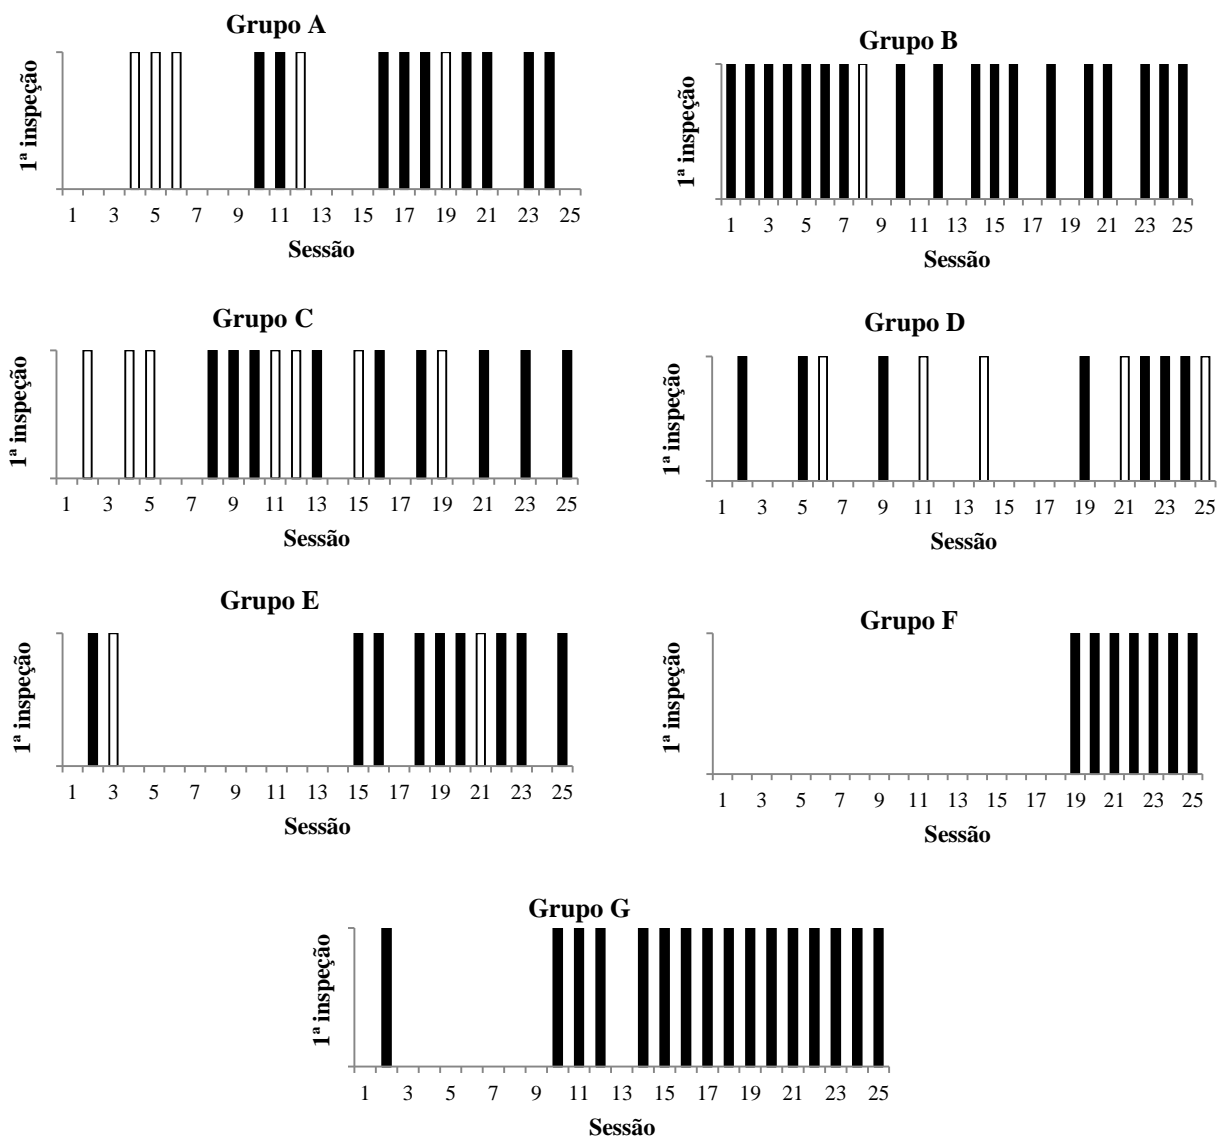 Grupo A
1ª inspeção
1 3 5 7 9 11 13 15 17 19 21 23 25
Sessão
Grupo B
1ª inspeção
1 3 5 7 9 11 13 15 17 19 21 23 25
Sessão
Grupo C
1ª inspeção
1 3 5 7 9 11 13 15 17 19 21 23 25
Sessão
Grupo D
1ª inspeção
1 3 5 7 9 11 13 15 17 19 21 23 25
Sessão
Grupo E
1ª inspeção
1 3 5 7 9 11 13 15 17 19 21 23 25
Sessão
Grupo F
1ª inspeção
1 3 5 7 9 11 13 15 17 19 21 23 25
Sessão
Grupo G
1ª inspeção
1 3 5 7 9 11 13 15 17 19 21 23 25
Sessão